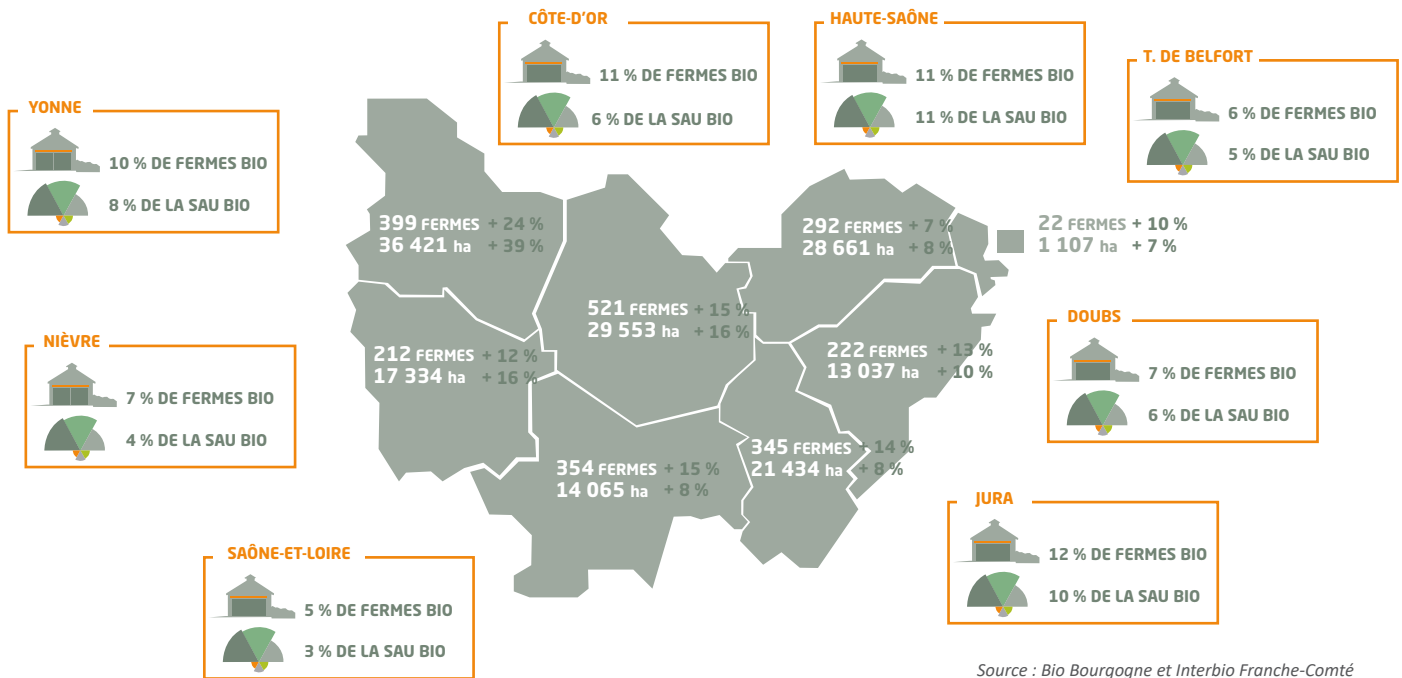 CÔTE-D'OR
11 % DE FERMES BIO
6 % DE LA SAU BIO
HAUTE-SAÔNE
11 % DE FERMES BIO
11 % DE LA SAU BIO
T. DE BELFORT
6 % DE FERMES BIO
5 % DE LA SAU BIO
YONNE
10 % DE FERMES BIO
8 % DE LA SAU BIO
399 FERMES + 24 %
36 421 ha + 39 %
292 FERMES + 7 %
28 661 ha + 8 %
22 FERMES + 10 %
1 107 ha + 7 %
521 FERMES + 15 %
29 553 ha + 16 %
NIÈVRE
7 % DE FERMES BIO
4 % DE LA SAU BIO
212 FERMES + 12 %
17 334 ha + 16 %
222 FERMES + 13 %
13 037 ha + 10 %
DOUBS
7 % DE FERMES BIO
6 % DE LA SAU BIO
354 FERMES + 15 %
14 065 ha + 8 %
345 FERMES + 14 %
21 434 ha + 8 %
JURA
12 % DE FERMES BIO
10 % DE LA SAU BIO
SAÔNE-ET-LOIRE
5 % DE FERMES BIO
3 % DE LA SAU BIO
Source : Bio Bourgogne et Interbio Franche-Comté